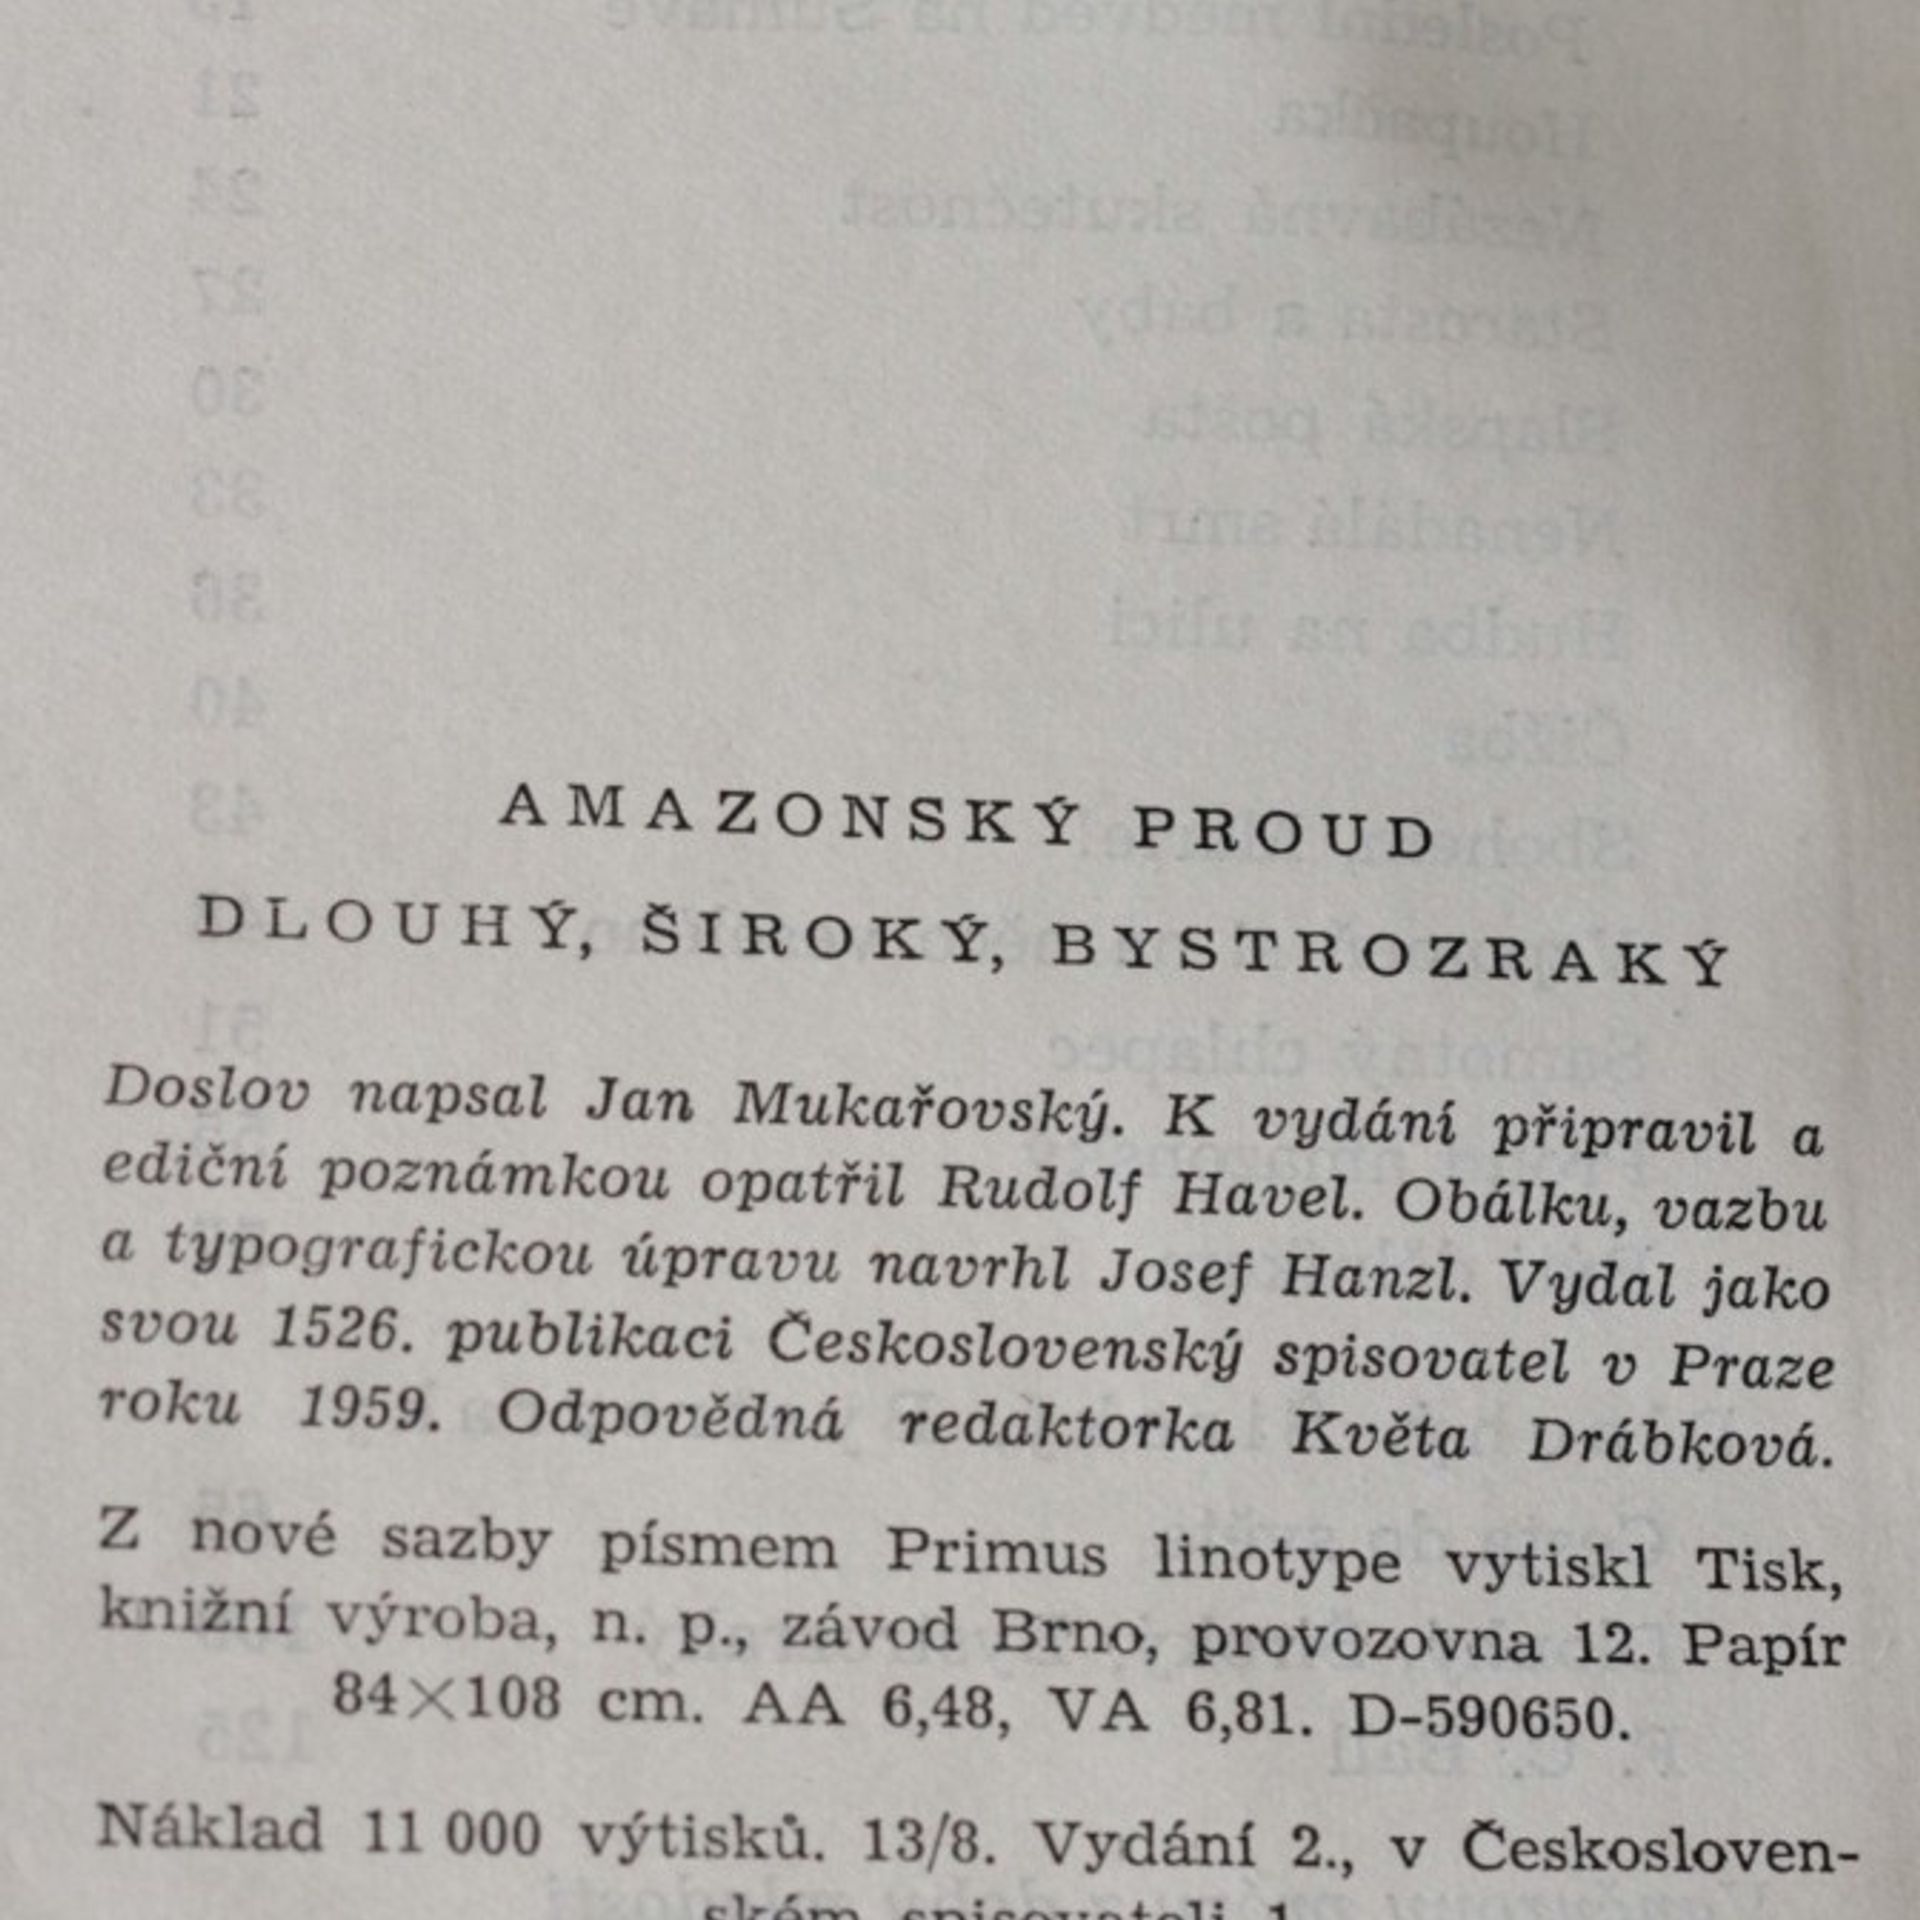 AMAZONSKÝ PROUD
DLOUHÝ, ŠIROKÝ, BYSTROZRAKÝ
Doslov napsal Jan Mukařovský. K vydání připravil a
ediční poznámkou opatřil Rudolf Havel. Obálku, vazbu
a typografickou úpravu navrhl Josef Hanzl. Vydal jako
svou 1526. publikaci Československý spisovatel v Praze
roku 1959. Odpovědná redaktorka Květa Drábková.
Z nové sazby písmem Primus linotype vytiskl Tisk,
knižní výroba, n. p., závod Brno, provozovna 12. Papír
84×108 cm. AA 6,48, VA 6,81. D-590650.
Náklad 11 000 výtisků. 13/8. Vydání 2., v Českosloven-
ském spisovateli 1